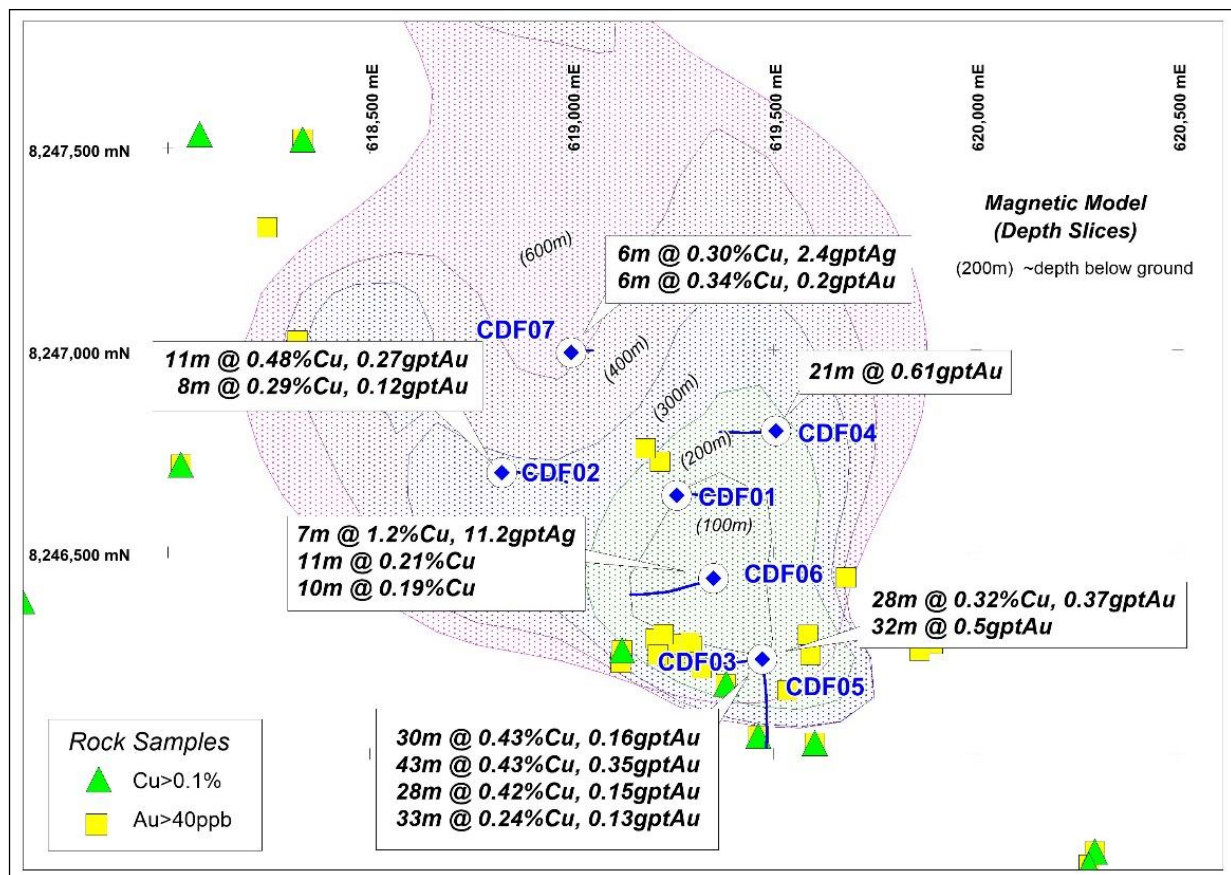 618,500 mE
619,000 mE
619,500 mE
620,000 mE
620,500 mE
8,247,500 mN
Magnetic Model
(Depth Slices)
(200m) ~depth below ground
(600m)
6m @ 0.30%Cu, 2.4gptAg
6m @ 0.34%Cu, 0.2gptAu
CDF07
8,247,000 mN
(400m)
11m @ 0.48%Cu, 0.27gptAu
8m @ 0.29%Cu, 0.12gptAu
21m @ 0.61gptAu
(300m)
CDF04
(200m)
CDF02
CDF01
(100m)
8,246,500 mN
7m @ 1.2%Cu, 11.2gptAg
11m @ 0.21%Cu
10m @ 0.19%Cu
CDF06
28m @ 0.32%Cu, 0.37gptAu
32m @ 0.5gptAu
CDF03
CDF05
30m @ 0.43%Cu, 0.16gptAu
43m @ 0.43%Cu, 0.35gptAu
28m @ 0.42%Cu, 0.15gptAu
33m @ 0.24%Cu, 0.13gptAu
Rock Samples
Cu>0.1%
Au>40ppb